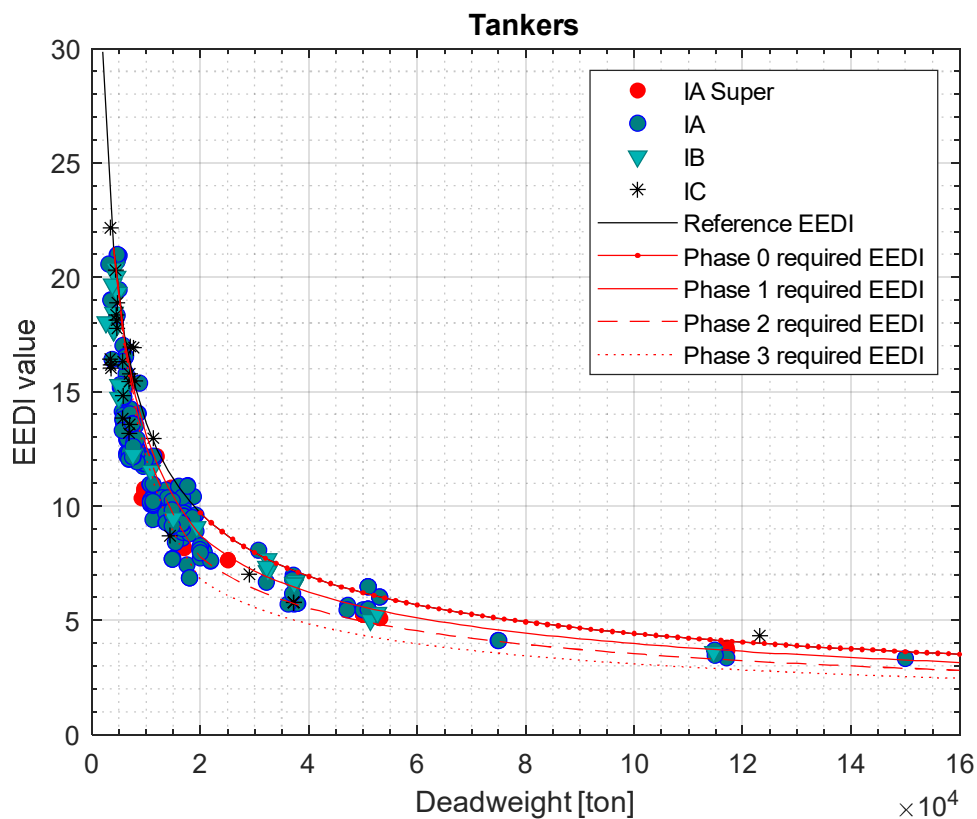 Tankers
30
25
20
15
10
5
0
EEDI value
IA Super
IA
IB
IC
Reference EEDI
Phase 0 required EEDI
Phase 1 required EEDI
Phase 2 required EEDI
Phase 3 required EEDI
0 2 4 6 8 10 12 14 16
Deadweight [ton]
×10^4